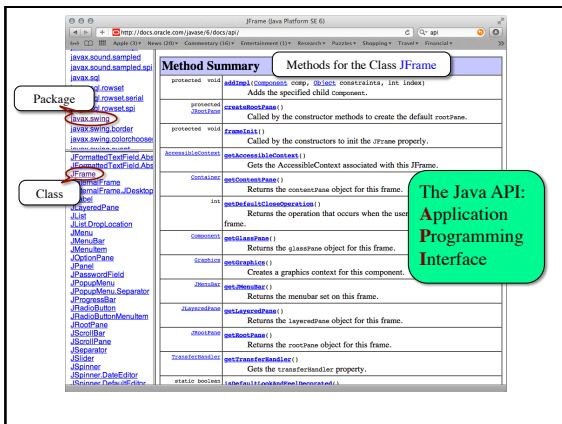 JFrame (Java Platform SE 6)
http://docs.oracle.com/javase/6/docs/api/
api
Apple (3) News (20) Commentary (16) Entertainment (1) Research Puzzles Shopping Travel Financial
javax.sound.sampled
javax.sound.sampled.spi
javax.sql
ql.rowset
ql.rowset.serial
ql.rowset.spi
javax.swing
javax.swing.border
javax.swing.colorchooser
javax.swing.event
Package
JFormattedTextField.Abs
JFormattedTextField.Abs
JFrame
ernalFrame
ernalFrame.JDesktop
abel
JLayeredPane
JList
JList.DropLocation
JMenu
JMenuBar
JMenuItem
JOptionPane
JPanel
JPasswordField
JPopupMenu
JPopupMenu.Separator
JProgressBar
JRadioButton
JRadioButtonMenuItem
JRootPane
JScrollBar
JScrollPane
JSeparator
JSlider
JSpinner
JSpinner.DateEditor
JSpinner.DefaultEditor
Class
Method Summary
Methods for the Class JFrame
protected void addImpl(Component comp, Object constraints, int index)
Adds the specified child Component.
protected JRootPane createRootPane()
Called by the constructor methods to create the default rootPane.
protected void frameInit()
Called by the constructors to init the JFrame properly.
AccessibleContext getAccessibleContext()
Gets the AccessibleContext associated with this JFrame.
Container getContentPane()
Returns the contentPane object for this frame.
int getDefaultCloseOperation()
Returns the operation that occurs when the user
frame.
Component getGlassPane()
Returns the glassPane object for this frame.
Graphics getGraphics()
Creates a graphics context for this component.
JMenuBar getJMenuBar()
Returns the menubar set on this frame.
JLayeredPane getLayeredPane()
Returns the layeredPane object for this frame.
JRootPane getRootPane()
Returns the rootPane object for this frame.
TransferHandler getTransferHandler()
Gets the transferHandler property.
static boolean isDefaultLookAndFeelDecorated()
The Java API:
Application
Programming
Interface